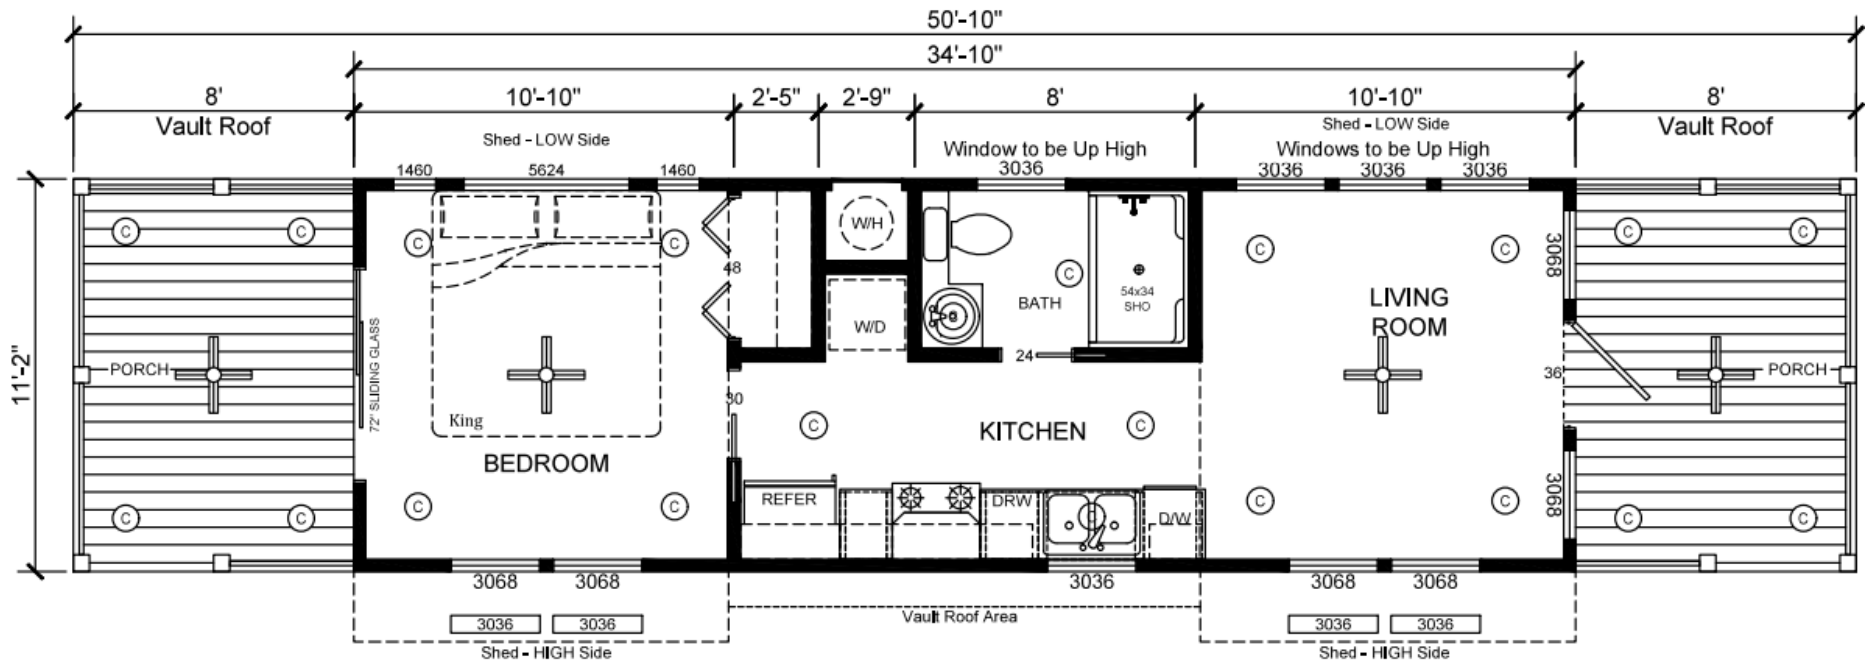 50'-10"
34'-10"
8'
10'-10"
2'-5"
2'-9"
8'
10'-10"
8'
Vault Roof
Shed - LOW Side
Window to be Up High
Shed - LOW Side
Windows to be Up High
Vault Roof
1460
5624
1460
3036
3036
3036
3036
C
C
C
C
W/H
C
C
C
C
3068
48
C
BATH
54x34
SHO
LIVING
ROOM
W/D
24
11'-2"
PORCH
72" SLIDING GLASS
36
PORCH
30
King
C
KITCHEN
C
BEDROOM
REFER
DRW
D/W
3068
C
C
C
C
C
C
C
C
3068
3068
3036
3068
3068
Vault Roof Area
3036
3036
3036
3036
Shed - HIGH Side
Shed - HIGH Side